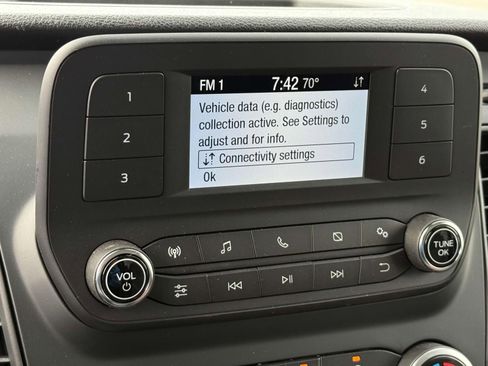 FM 1 7:42 70°
Vehicle data (e.g. diagnostics)
collection active. See Settings to
adjust and for info.
Connectivity settings
Ok
1
2
3
4
5
6
VOL
TUNE
OK